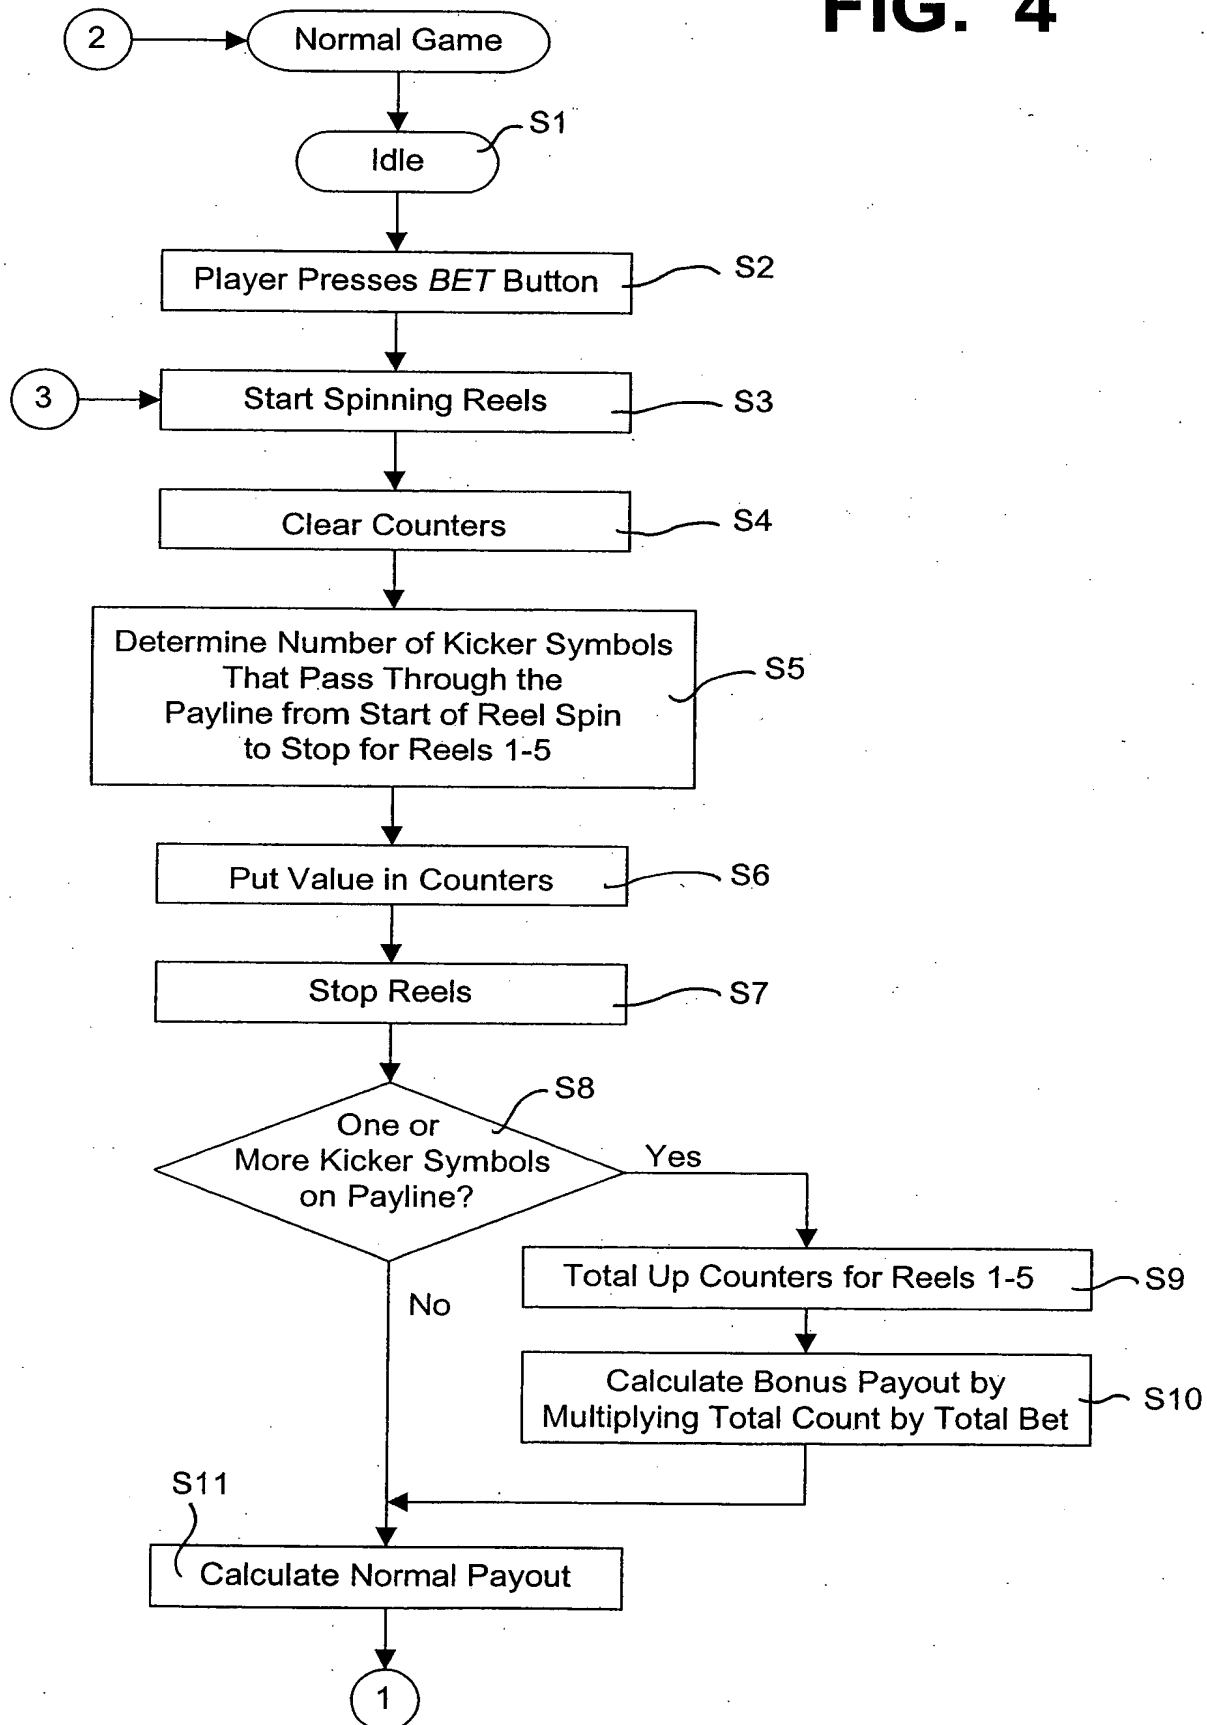 FIG. 4
2
Normal Game
S1
Idle
Player Presses BET Button
S2
3
Start Spinning Reels
S3
Clear Counters
S4
Determine Number of Kicker Symbols
That Pass Through the
Payline from Start of Reel Spin
to Stop for Reels 1-5
S5
Put Value in Counters
S6
Stop Reels
S7
S8
One or
More Kicker Symbols
on Payline?
Yes
No
Total Up Counters for Reels 1-5
S9
Calculate Bonus Payout by
Multiplying Total Count by Total Bet
S10
S11
Calculate Normal Payout
1